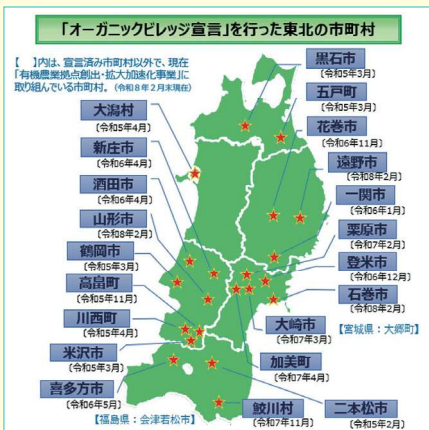 「オーガニックビレッジ宣言」を行った東北の市町村
【　】内は、宣言済み市町村以外で、現在
「有機農業拠点創出・拡大加速化事業」に
取り組んでいる市町村。（令和８年２月末現在）
黒石市
（令和5年3月）
五戸町
（令和5年3月）
花巻市
（令和6年11月）
遠野市
（令和8年2月）
一関市
（令和6年1月）
栗原市
（令和7年2月）
登米市
（令和6年12月）
石巻市
（令和8年2月）
【宮城県：大郷町】
大崎市
（令和7年3月）
加美町
（令和7年4月）
二本松市
（令和5年2月）
鮫川村
（令和7年11月）
大潟村
（令和5年4月）
新庄市
（令和6年4月）
酒田市
（令和6年4月）
山形市
（令和8年2月）
鶴岡市
（令和5年3月）
高畠町
（令和5年11月）
川西町
（令和5年4月）
米沢市
（令和5年3月）
喜多方市
（令和6年5月）
【福島県：会津若松市】